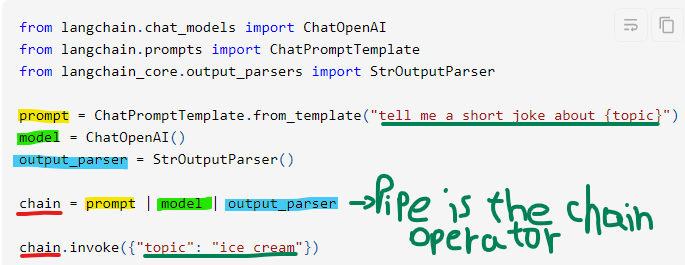 from langchain.chat_models import ChatOpenAI
from langchain.prompts import ChatPromptTemplate
from langchain_core.output_parsers import StrOutputParser
prompt = ChatPromptTemplate.from_template("tell me a short joke about {topic}")
model = ChatOpenAI()
output_parser = StrOutputParser()
chain = prompt | model | output_parser → Pipe is the chain
operator
chain.invoke({"topic": "ice cream"})